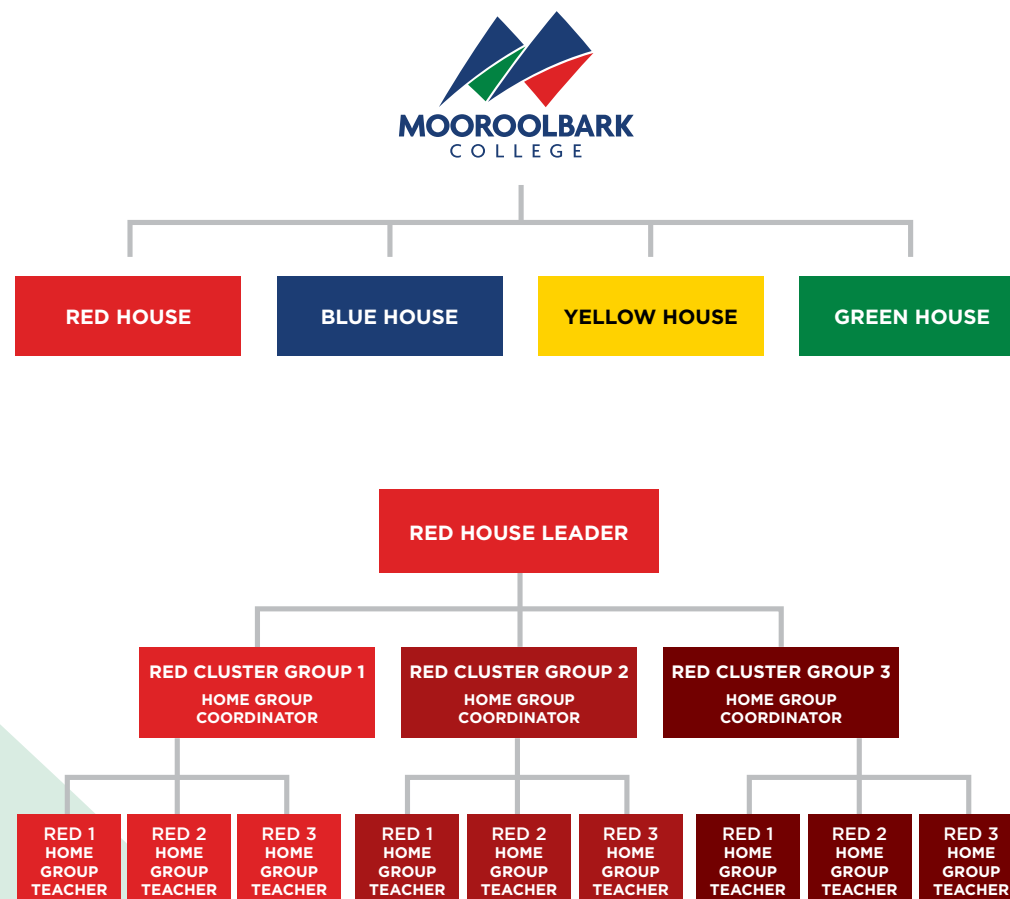 MOOROOLBARK
COLLEGE
RED HOUSE
BLUE HOUSE
YELLOW HOUSE
GREEN HOUSE
RED HOUSE LEADER
RED CLUSTER GROUP 1
HOME GROUP
COORDINATOR
RED CLUSTER GROUP 2
HOME GROUP
COORDINATOR
RED CLUSTER GROUP 3
HOME GROUP
COORDINATOR
RED 1
HOME
GROUP
TEACHER
RED 2
HOME
GROUP
TEACHER
RED 3
HOME
GROUP
TEACHER
RED 1
HOME
GROUP
TEACHER
RED 2
HOME
GROUP
TEACHER
RED 3
HOME
GROUP
TEACHER
RED 1
HOME
GROUP
TEACHER
RED 2
HOME
GROUP
TEACHER
RED 3
HOME
GROUP
TEACHER